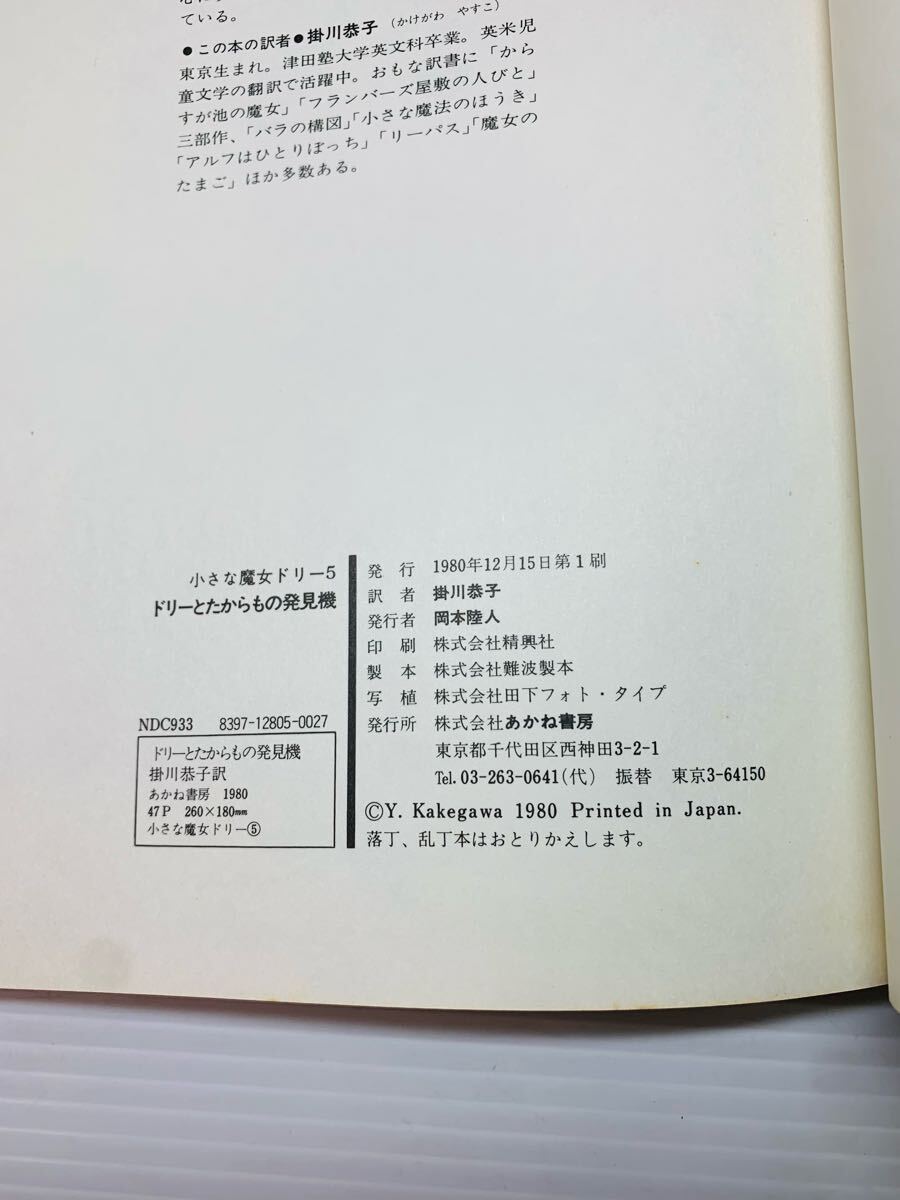 ている。
●この本の訳者●掛川恭子（かけがわ　やすこ）
東京生まれ。津田塾大学英文科卒業。英米児
童文学の翻訳で活躍中。おもな訳書に「から
すが池の魔女」「フランバーズ屋敷の人びと」
三部作、「バラの構図」「小さな魔法のほうき」
「アルフはひとりぼっち」「リーパス」「魔女の
たまご」ほか多数ある。
小さな魔女ドリー5
ドリーとたからもの発見機
NDC933　8397-12805-0027
ドリーとたからもの発見機
掛川恭子訳
あかね書房　1980
47P　260×180mm
小さな魔女ドリー⑤
発　行　1980年12月15日第1刷
訳　者　掛川恭子
発行者　岡本陸人
印　刷　株式会社精興社
製　本　株式会社難波製本
写　植　株式会社田下フォト・タイプ
発行所　株式会社あかね書房
東京都千代田区西神田3-2-1
Tel. 03-263-0641(代)　振替　東京3-64150
©Y. Kakegawa 1980 Printed in Japan.
落丁、乱丁本はおとりかえします。